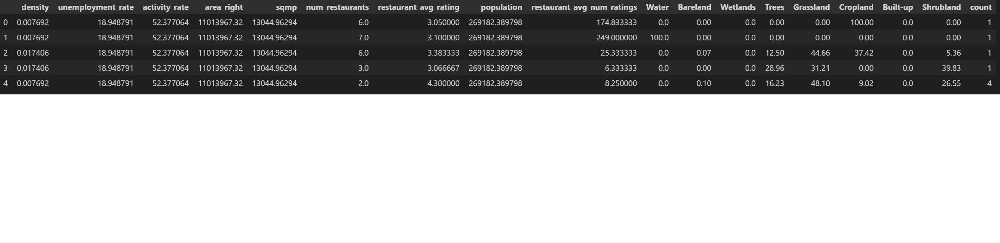 density unemployment_rate activity_rate area_right sqmp num_restaurants restaurant_avg_rating population restaurant_avg_num_ratings Water Bareland Wetlands Trees Grassland Cropland Built-up Shrubland count
0 0.007692 18.948791 52.377064 11013967.32 13044.96294 6.0 3.050000 269182.389798 174.833333 0.0 0.00 0.0 0.00 0.00 100.00 0.0 0.00 1
1 0.007692 18.948791 52.377064 11013967.32 13044.96294 7.0 3.100000 269182.389798 249.000000 100.0 0.00 0.0 0.00 0.00 0.00 0.0 0.00 1
2 0.017406 18.948791 52.377064 11013967.32 13044.96294 6.0 3.383333 269182.389798 25.333333 0.0 0.07 0.0 12.50 44.66 37.42 0.0 5.36 1
3 0.017406 18.948791 52.377064 11013967.32 13044.96294 3.0 3.066667 269182.389798 6.333333 0.0 0.00 0.0 28.96 31.21 0.00 0.0 39.83 1
4 0.007692 18.948791 52.377064 11013967.32 13044.96294 2.0 4.300000 269182.389798 8.250000 0.0 0.10 0.0 16.23 48.10 9.02 0.0 26.55 4